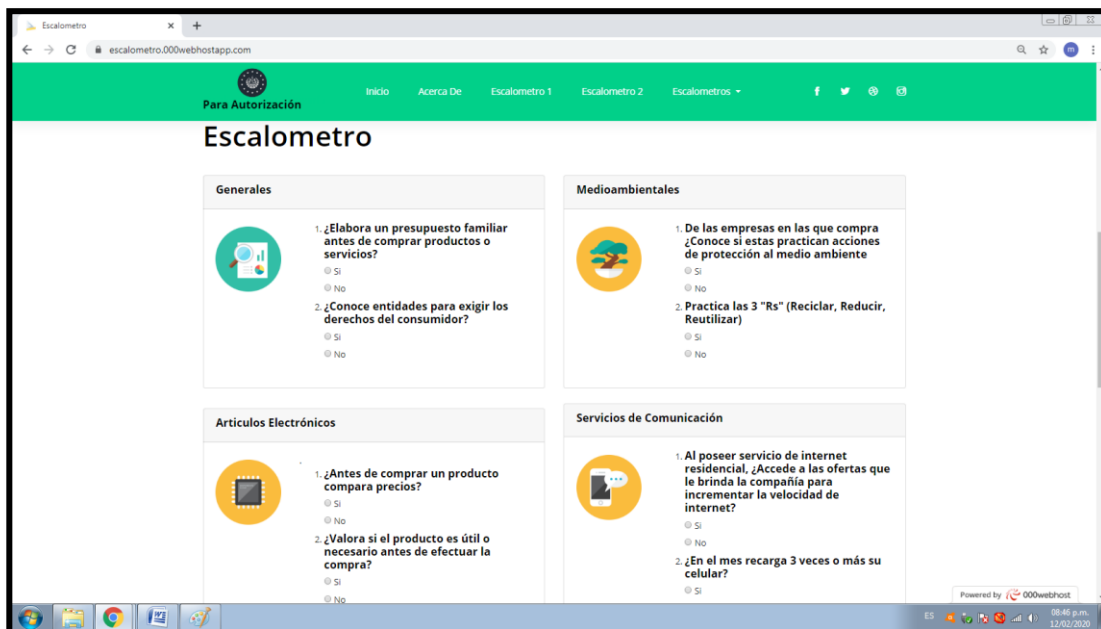 Escalometro
escalometro.000webhostapp.com
m
Para Autorización
Inicio
Acerca De
Escalometro 1
Escalometro 2
Escalometros
Escalometro
Generales
1. ¿Elabora un presupuesto familiar
antes de comprar productos o
servicios?
Si
No
2. ¿Conoce entidades para exigir los
derechos del consumidor?
Si
No
Medioambientales
1. De las empresas en las que compra
¿Conoce si estas practican acciones
de protección al medio ambiente
Si
No
2. Practica las 3 "Rs" (Reciclar, Reducir,
Reutilizar)
Si
No
Articulos Electrónicos
1. ¿Antes de comprar un producto
compara precios?
Si
No
2. ¿Valora si el producto es útil o
necesario antes de efectuar la
compra?
Si
No
Servicios de Comunicación
1. Al poseer servicio de internet
residencial, ¿Accede a las ofertas que
le brinda la compañía para
incrementar la velocidad de
internet?
Si
No
2. ¿En el mes recarga 3 veces o más su
celular?
Si
Powered by 000webhost
ES
08:46 p.m.
12/02/2020